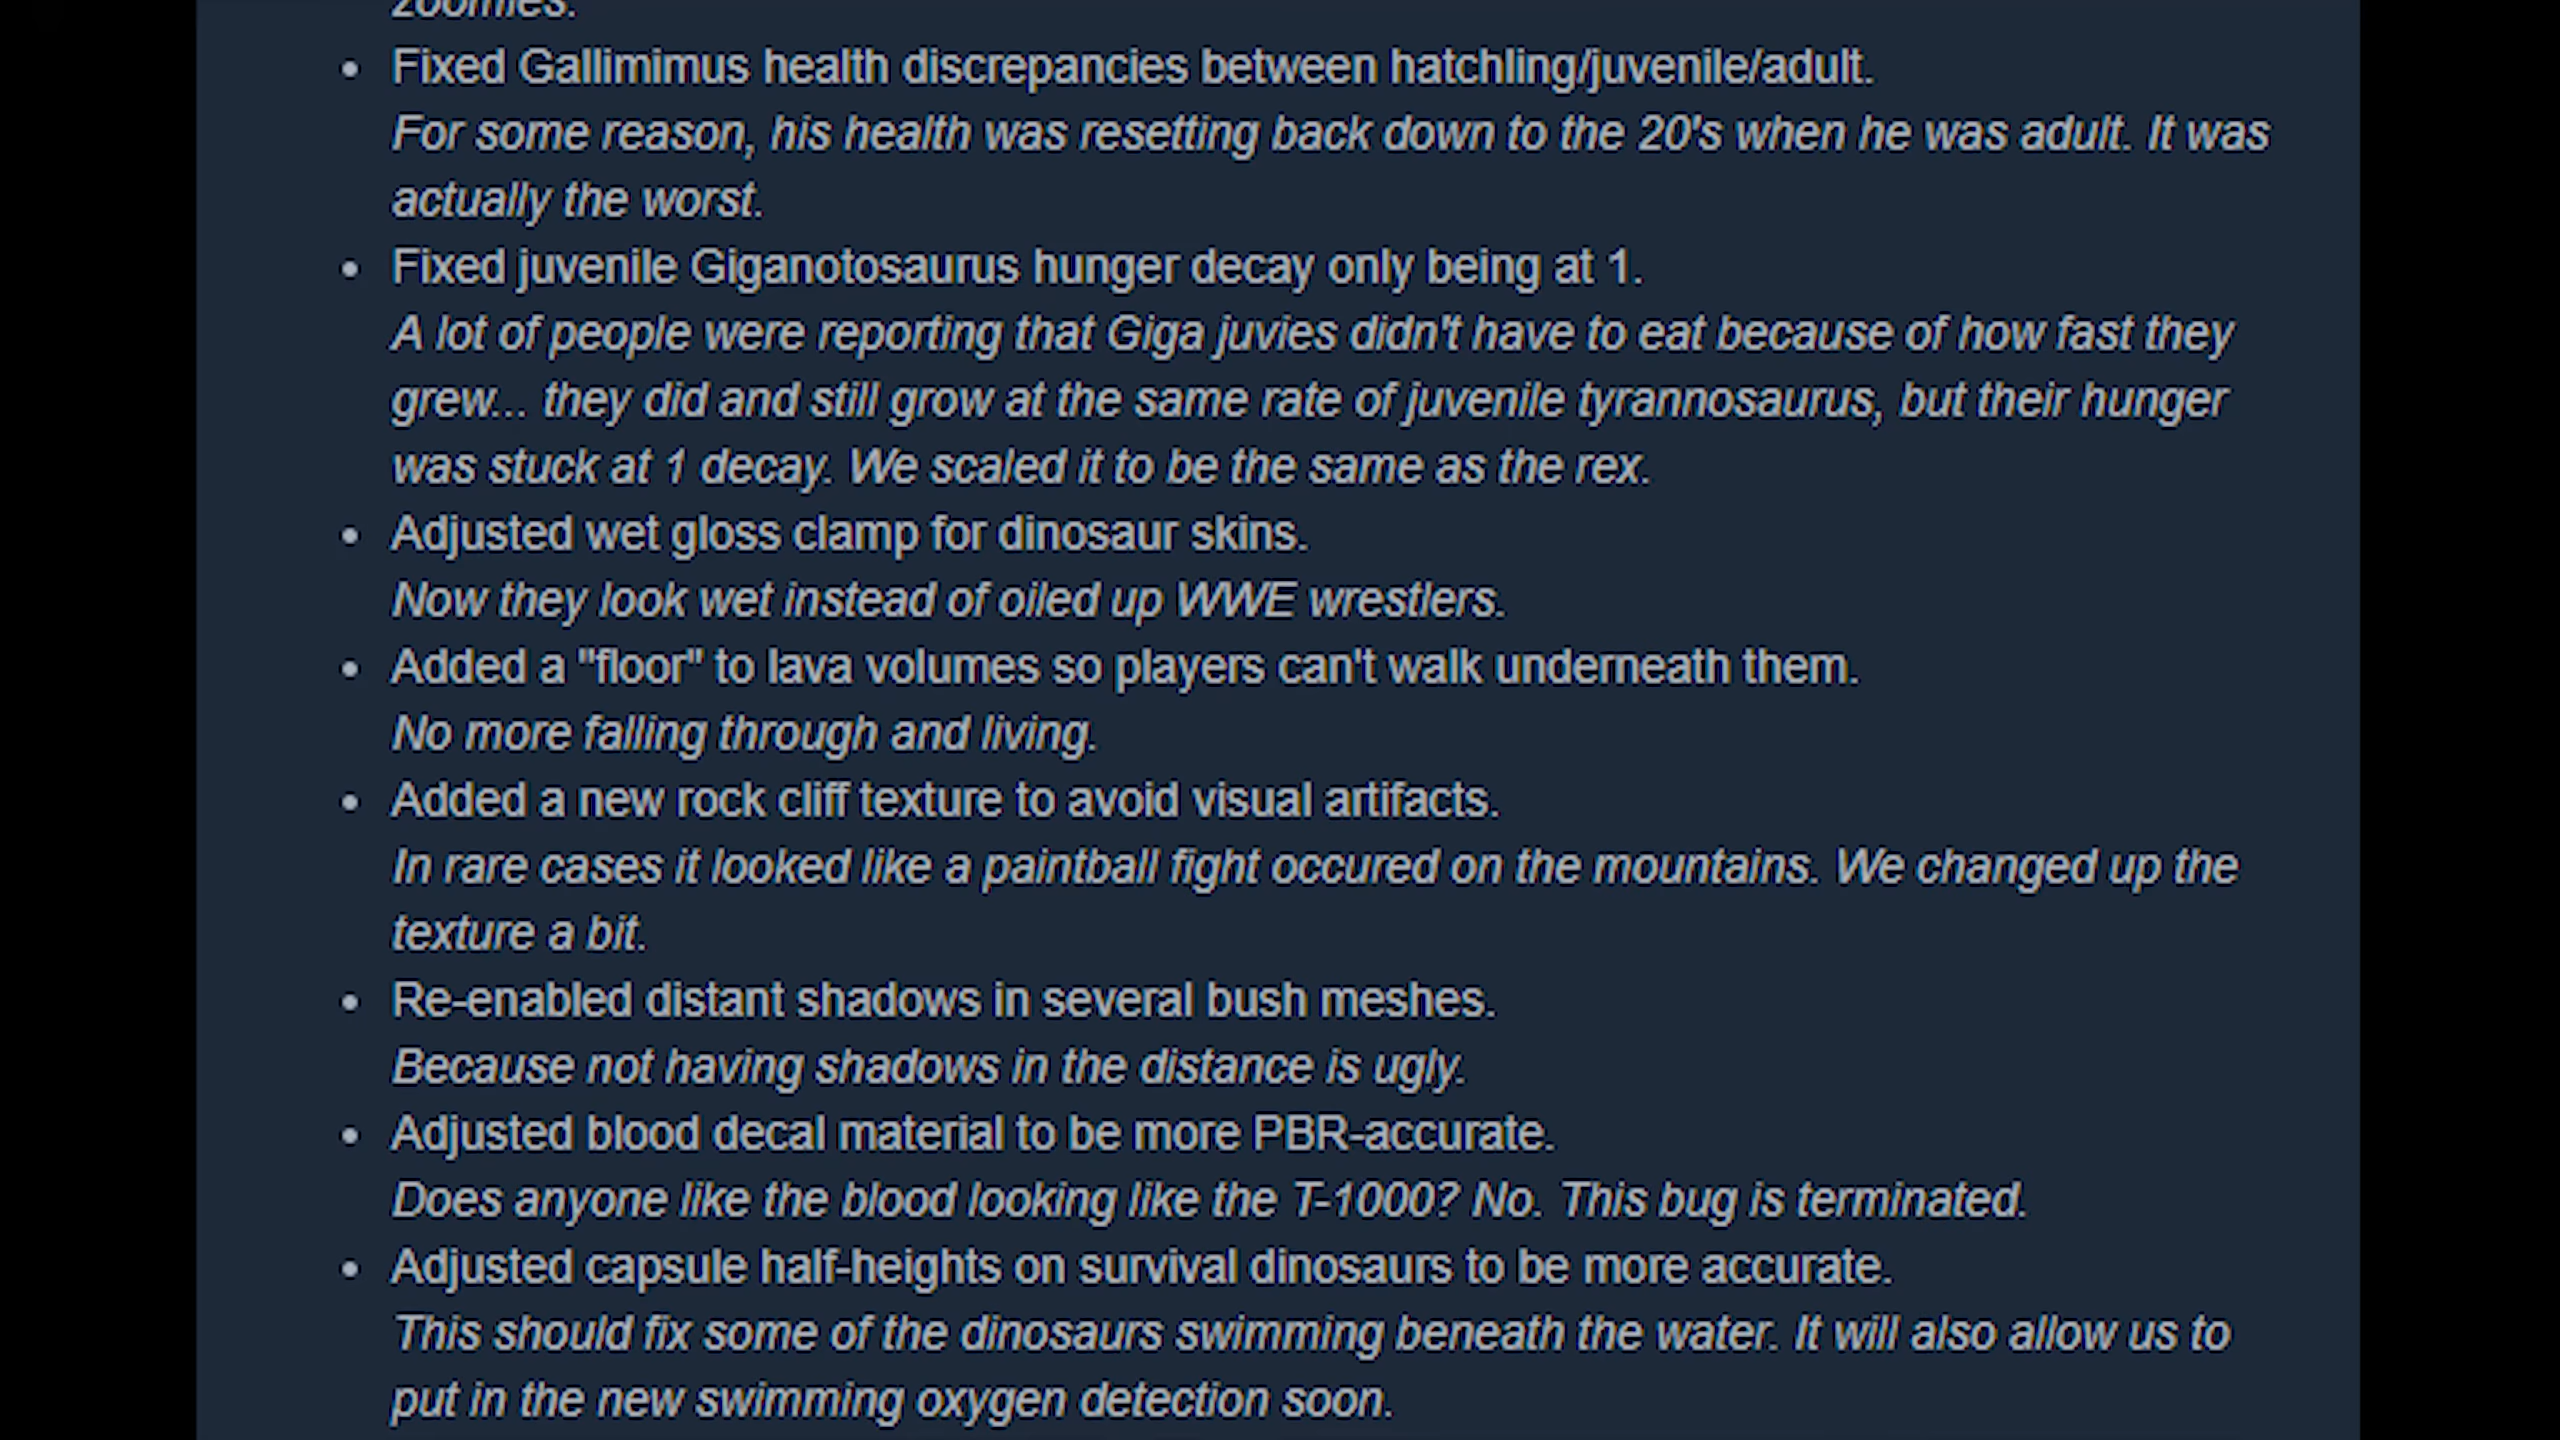 zoomies.
• Fixed Gallimimus health discrepancies between hatchling/juvenile/adult.
For some reason, his health was resetting back down to the 20's when he was adult. It was
actually the worst.
• Fixed juvenile Giganotosaurus hunger decay only being at 1.
A lot of people were reporting that Giga juvies didn't have to eat because of how fast they
grew... they did and still grow at the same rate of juvenile tyrannosaurus, but their hunger
was stuck at 1 decay. We scaled it to be the same as the rex.
• Adjusted wet gloss clamp for dinosaur skins.
Now they look wet instead of oiled up WWE wrestlers.
• Added a "floor" to lava volumes so players can't walk underneath them.
No more falling through and living.
• Added a new rock cliff texture to avoid visual artifacts.
In rare cases it looked like a paintball fight occured on the mountains. We changed up the
texture a bit.
• Re-enabled distant shadows in several bush meshes.
Because not having shadows in the distance is ugly.
• Adjusted blood decal material to be more PBR-accurate.
Does anyone like the blood looking like the T-1000? No. This bug is terminated.
• Adjusted capsule half-heights on survival dinosaurs to be more accurate.
This should fix some of the dinosaurs swimming beneath the water. It will also allow us to
put in the new swimming oxygen detection soon.